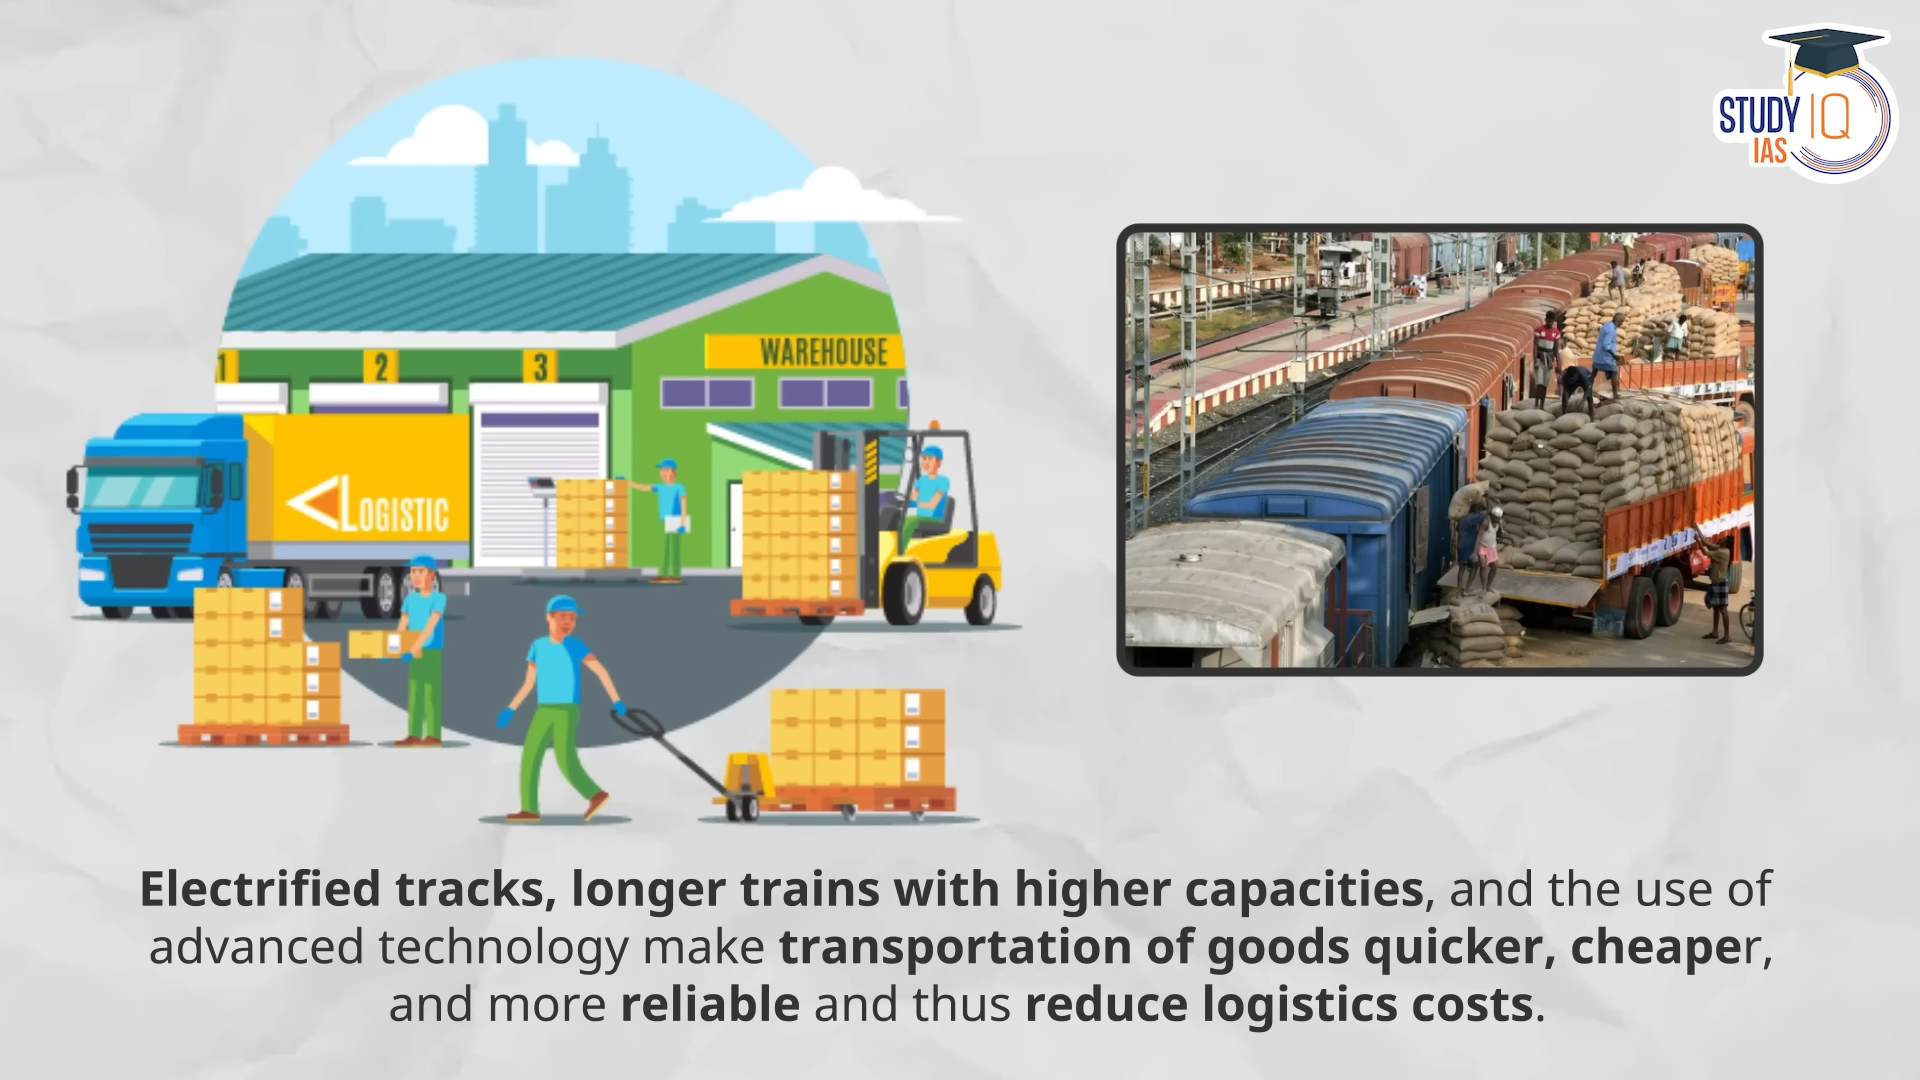 STUDY IQ
IAS
1
2
3
WAREHOUSE
LOGISTIC
VLT
Electrified tracks, longer trains with higher capacities, and the use of
advanced technology make transportation of goods quicker, cheaper,
and more reliable and thus reduce logistics costs.